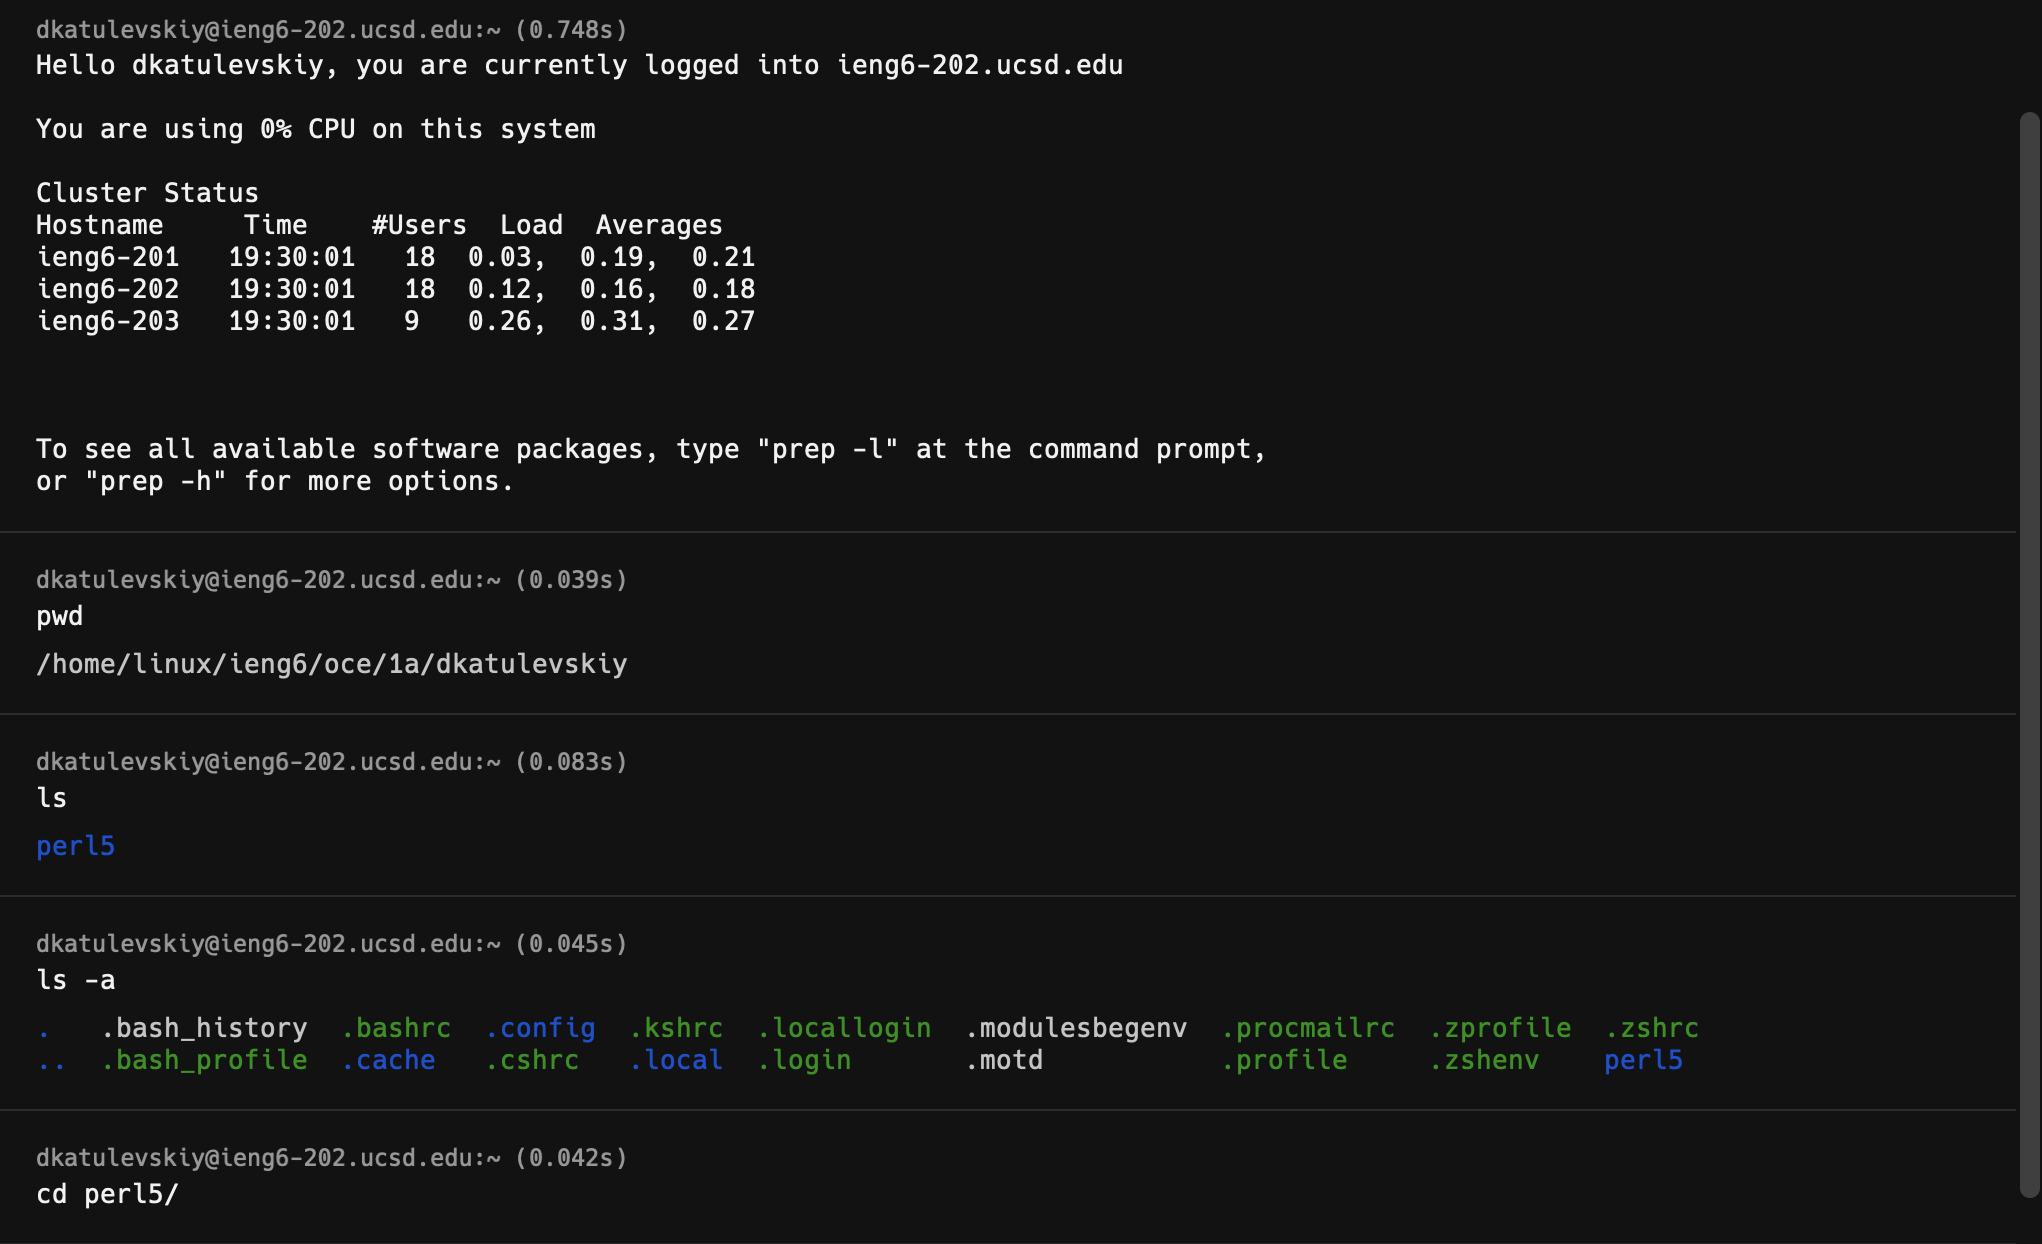 dkatulevskiy@ieng6-202.ucsd.edu:~ (0.748s)
Hello dkatulevskiy, you are currently logged into ieng6-202.ucsd.edu
You are using 0% CPU on this system
Cluster Status
Hostname     Time    #Users  Load  Averages
ieng6-201   19:30:01   18  0.03,  0.19,  0.21
ieng6-202   19:30:01   18  0.12,  0.16,  0.18
ieng6-203   19:30:01   9   0.26,  0.31,  0.27
To see all available software packages, type "prep -l" at the command prompt,
or "prep -h" for more options.
dkatulevskiy@ieng6-202.ucsd.edu:~ (0.039s)
pwd
/home/linux/ieng6/oce/1a/dkatulevskiy
dkatulevskiy@ieng6-202.ucsd.edu:~ (0.083s)
ls
perl5
dkatulevskiy@ieng6-202.ucsd.edu:~ (0.045s)
ls -a
.   .bash_history  .bashrc  .config  .kshrc  .locallogin  .modulesbegenv  .procmailrc  .zprofile  .zshrc
..  .bash_profile  .cache   .cshrc   .local  .login       .motd           .profile     .zshenv    perl5
dkatulevskiy@ieng6-202.ucsd.edu:~ (0.042s)
cd perl5/